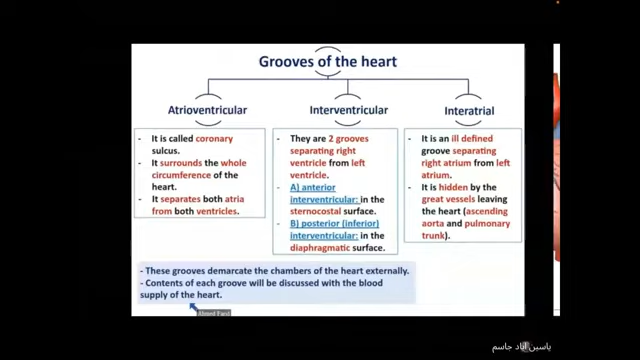 Grooves of the heart
Atrioventricular
- It is called coronary
sulcus.
- It surrounds the whole
circumference of the
heart.
- It separates both atria
from both ventricles.
Interventricular
- They are 2 grooves
separating right
ventricle from left
ventricle.
- A) anterior
interventricular: in the
sternocostal surface.
- B) posterior (inferior)
interventricular: in the
diaphragmatic surface.
Interatrial
- It is an ill defined
groove separating
right atrium from left
atrium.
- It is hidden by the
great vessels leaving
the heart (ascending
aorta and pulmonary
trunk).
- These grooves demarcate the chambers of the heart externally.
- Contents of each groove will be discussed with the blood
supply of the heart.
Ahmed Farid
ياسين اياد جاسم